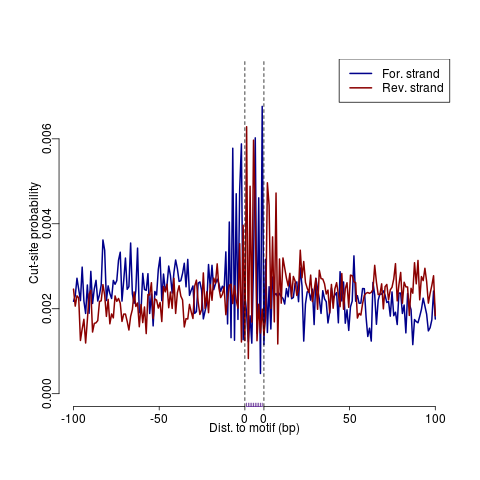 For. strand
Rev. strand
Cut-site probability
0.006
0.004
0.002
0.000
-100 -50 0 0 50 100
Dist. to motif (bp)